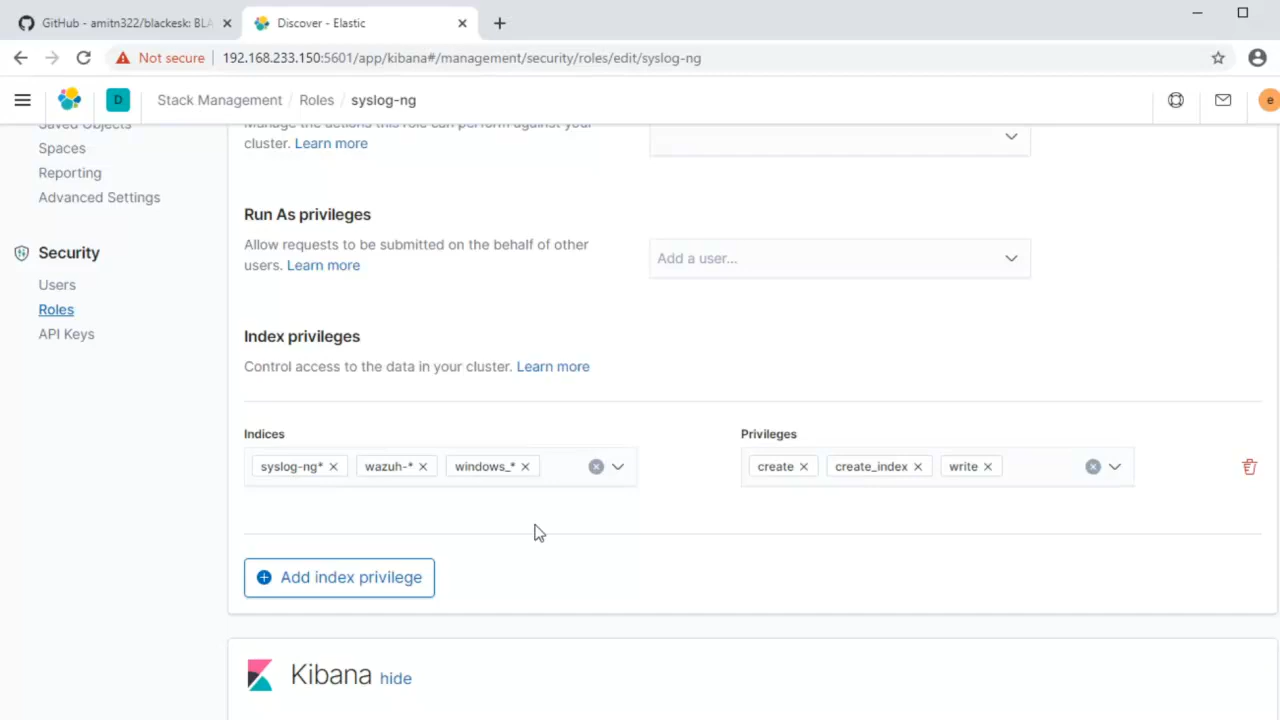 GitHub - amitn322/blackesk: BLA
Discover - Elastic
Not secure
192.168.233.150:5601/app/kibana#/management/security/roles/edit/syslog-ng
D
Stack Management / Roles / syslog-ng
e
Saved Objects
Spaces
Reporting
Advanced Settings
Security
Users
Roles
API Keys
Manage the actions this role can perform against your
cluster. Learn more
Run As privileges
Allow requests to be submitted on the behalf of other
users. Learn more
Add a user...
Index privileges
Control access to the data in your cluster. Learn more
Indices
Privileges
syslog-ng* wazuh-* windows_*
create create_index write
Add index privilege
Kibana hide